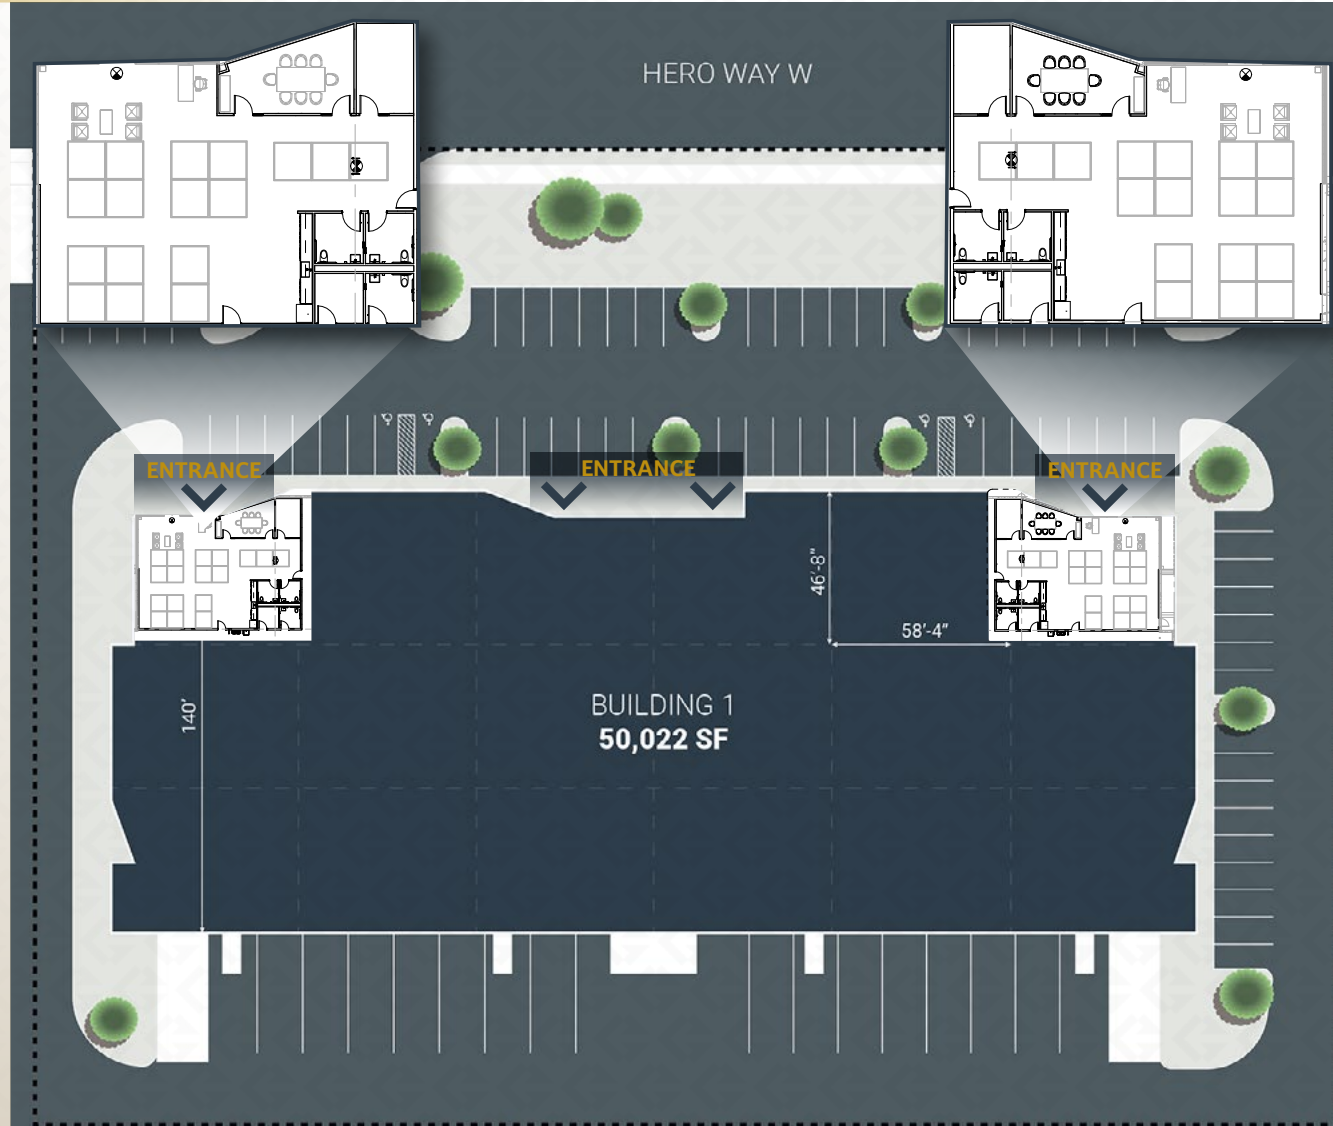 HERO WAY W
ENTRANCE
ENTRANCE
ENTRANCE
46'-8"
58'-4"
140'
BUILDING 1
50,022 SF